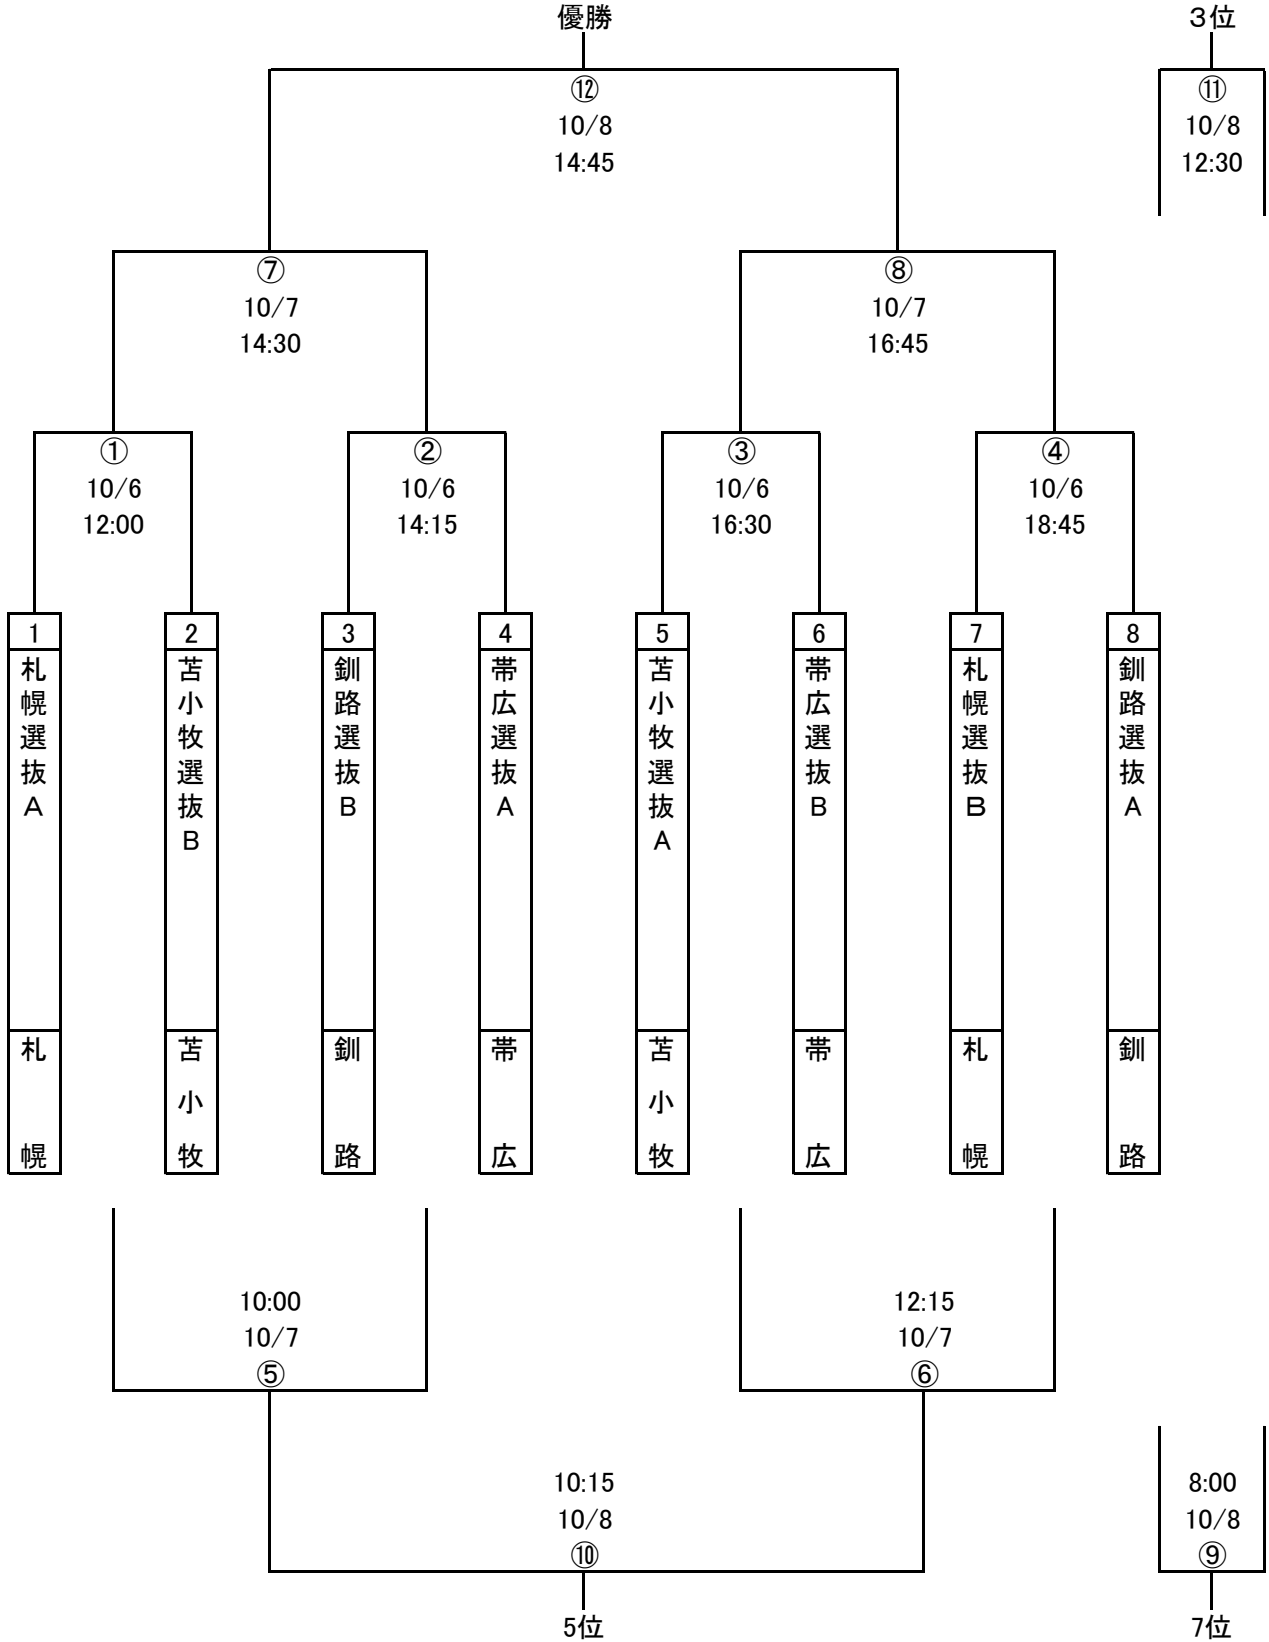 優勝
３位
⑫
10/8
14:45
⑪
10/8
12:30
⑦
10/7
14:30
⑧
10/7
16:45
①
10/6
12:00
②
10/6
14:15
③
10/6
16:30
④
10/6
18:45
1
札幌選抜A
札幌
2
苫小牧選抜B
苫小牧
3
釧路選抜B
釧路
4
帯広選抜A
帯広
5
苫小牧選抜A
苫小牧
6
帯広選抜B
帯広
7
札幌選抜B
札幌
8
釧路選抜A
釧路
10:00
10/7
⑤
12:15
10/7
⑥
10:15
10/8
⑩
8:00
10/8
⑨
5位
7位